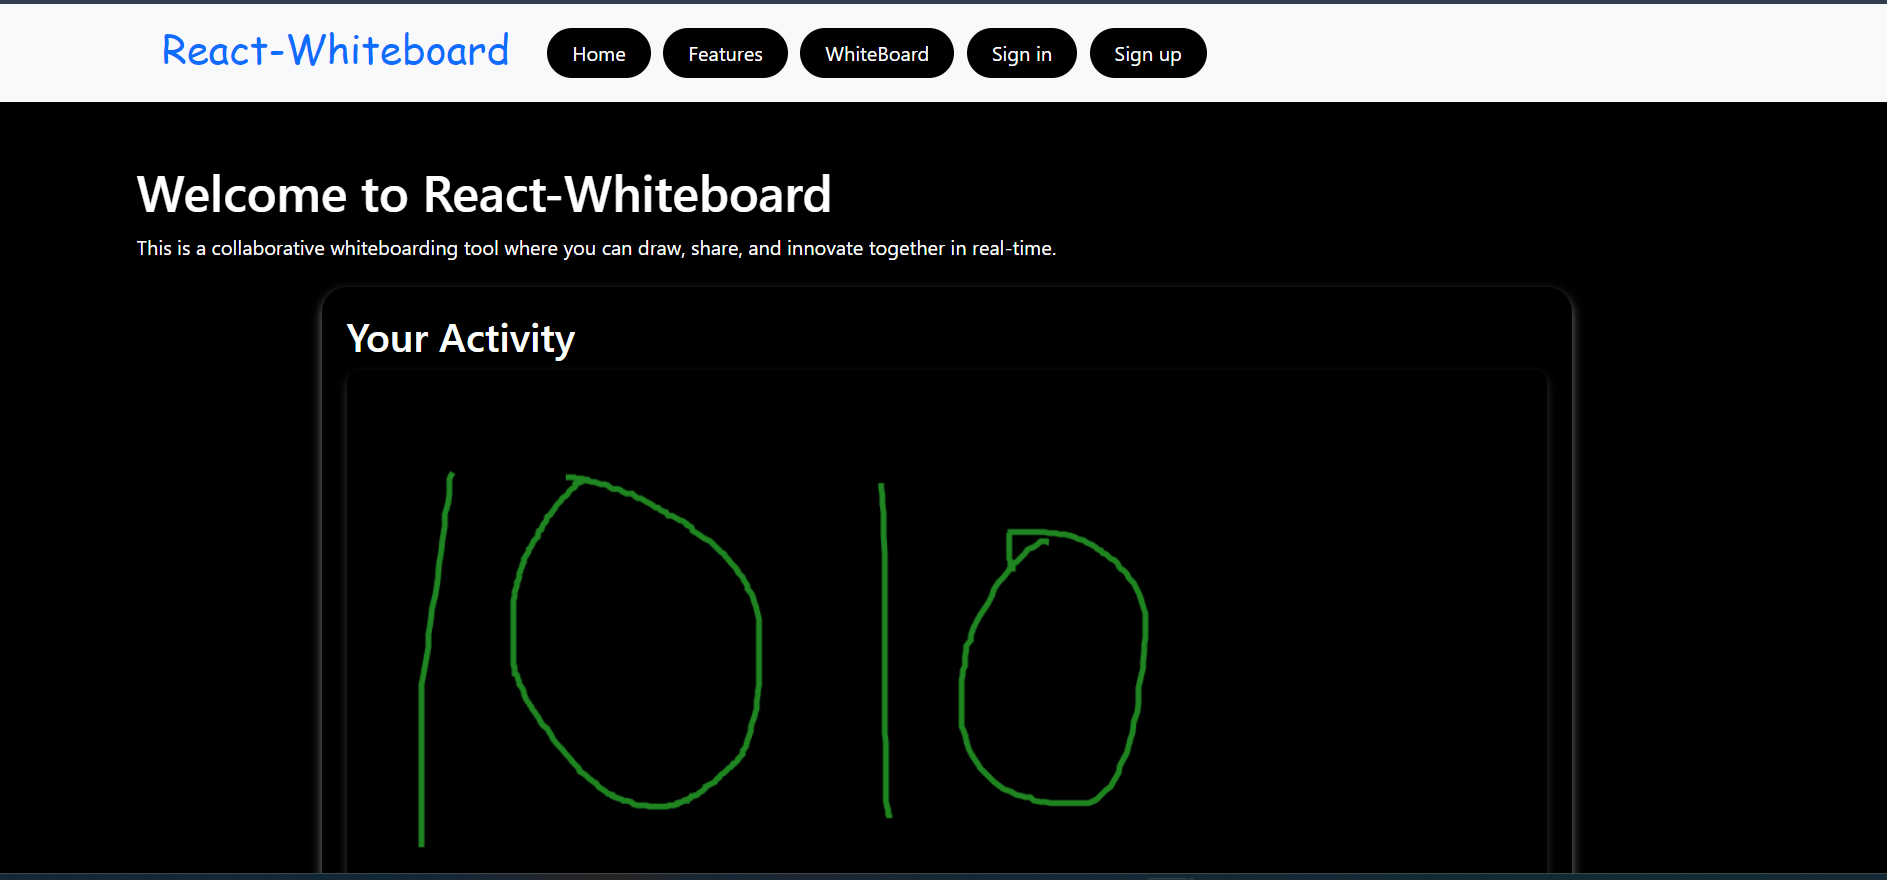 React-Whiteboard Home Features WhiteBoard Sign in Sign up
Welcome to React-Whiteboard
This is a collaborative whiteboarding tool where you can draw, share, and innovate together in real-time.
Your Activity
1010